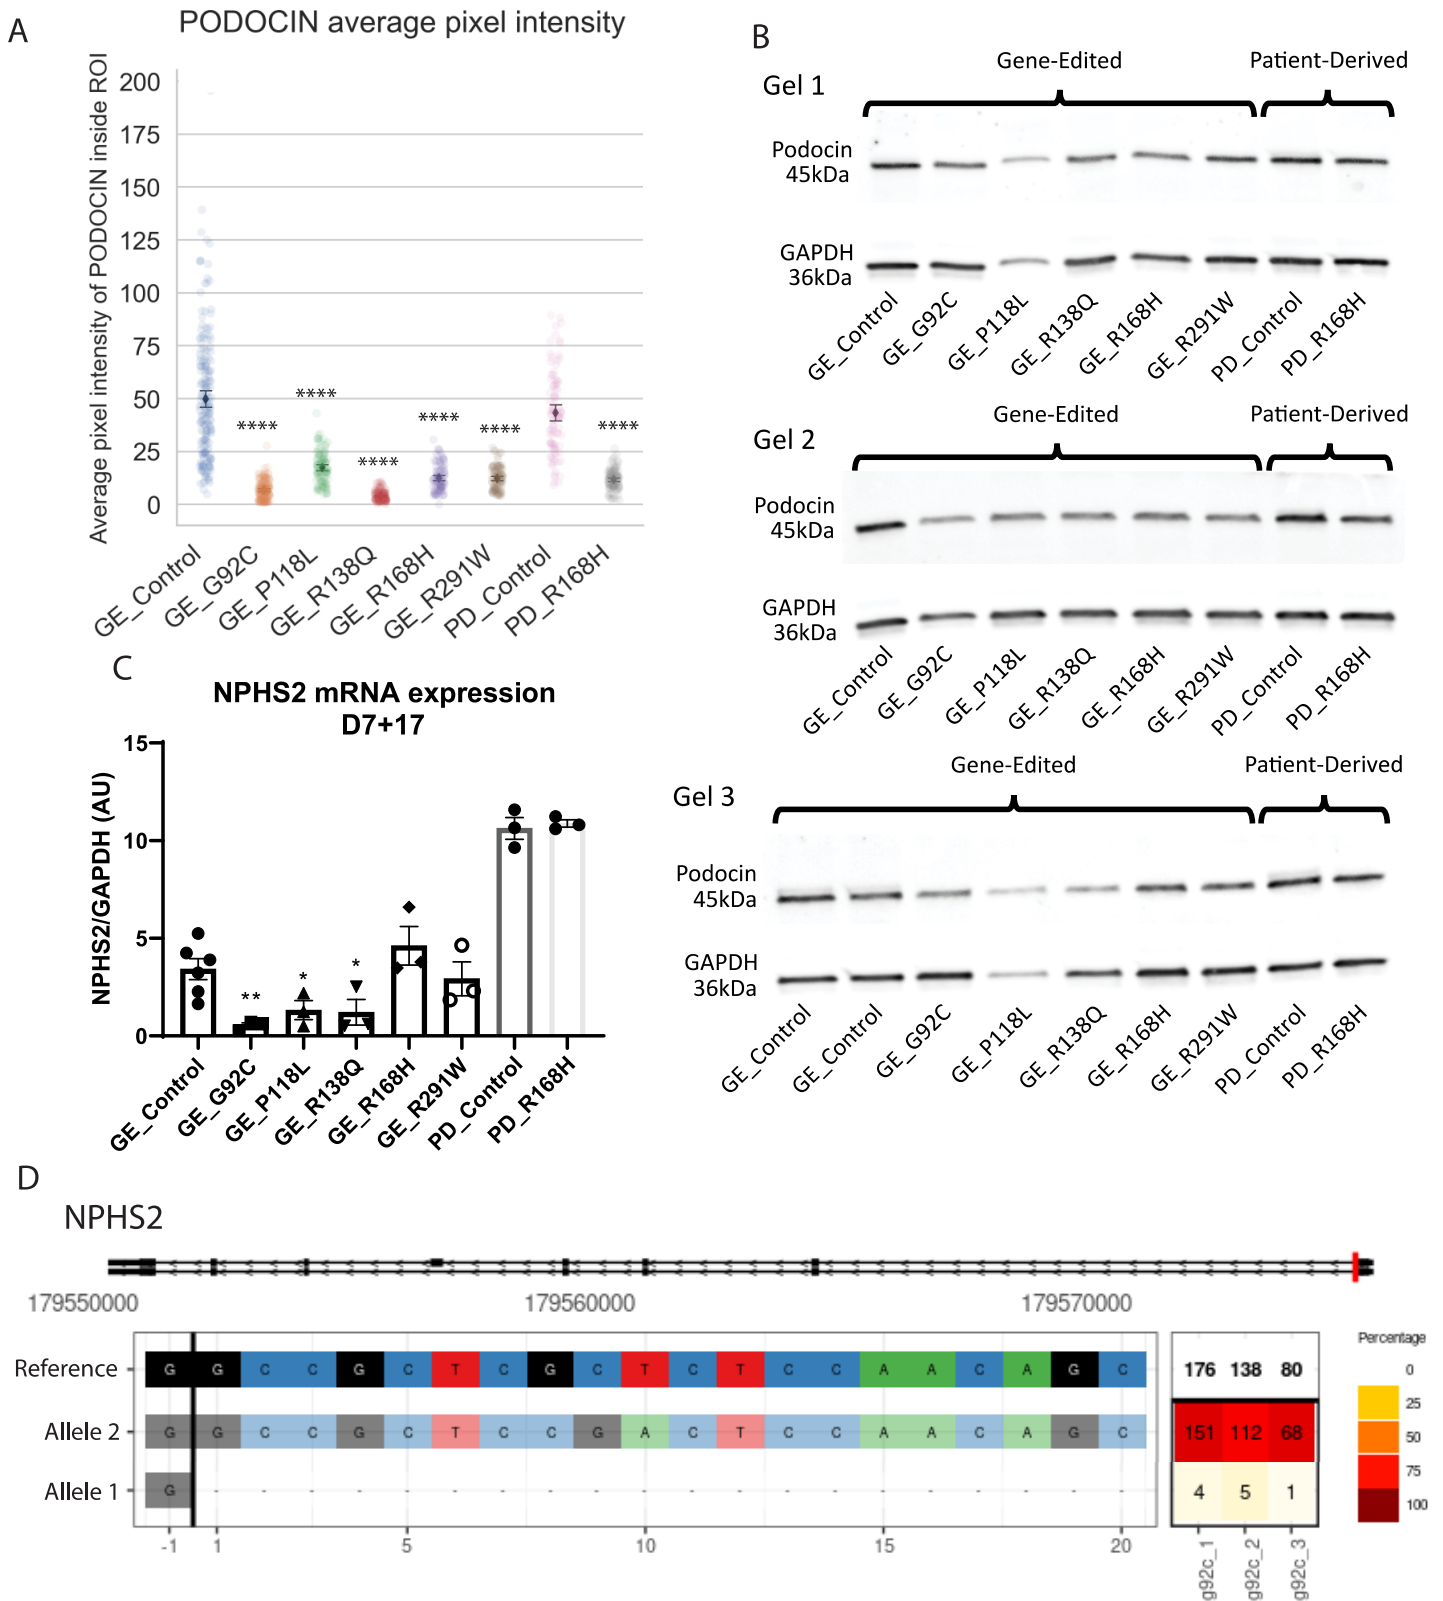 A
PODOCIN average pixel intensity
Average pixel intensity of PODOCIN inside ROI
200
175
150
125
100
75
50
25
0
****
****
****
****
****
****
GE_Control
GE_G92C
GE_P118L
GE_R138Q
GE_R168H
GE_R291W
PD_Control
PD_R168H
B
Gel 1
Gene-Edited
Patient-Derived
Podocin
45kDa
GAPDH
36kDa
GE_Control
GE_G92C
GE_P118L
GE_R138Q
GE_R168H
GE_R291W
PD_Control
PD_R168H
Gel 2
Gene-Edited
Patient-Derived
Podocin
45kDa
GAPDH
36kDa
GE_Control
GE_G92C
GE_P118L
GE_R138Q
GE_R168H
GE_R291W
PD_Control
PD_R168H
Gel 3
Gene-Edited
Patient-Derived
Podocin
45kDa
GAPDH
36kDa
GE_Control
GE_Control
GE_G92C
GE_P118L
GE_R138Q
GE_R168H
GE_R291W
PD_Control
PD_R168H
C
NPHS2 mRNA expression
D7+17
NPHS2/GAPDH (AU)
15
10
5
0
**
*
*
GE_Control
GE_G92C
GE_P118L
GE_R138Q
GE_R168H
GE_R291W
PD_Control
PD_R168H
D
NPHS2
179550000 179560000 179570000
Reference G G C C G C T C G C T C T C C A A C A G C 176 138 80
Allele 2 G G C C G C T C C G A C T C C A A C A G C 151 112 68
Allele 1 G - - - - - - - - - - - - - - - - - - - - 4 5 1
-1 1 5 10 15 20
g92c_1
g92c_2
g92c_3
Percentage
0
25
50
75
100